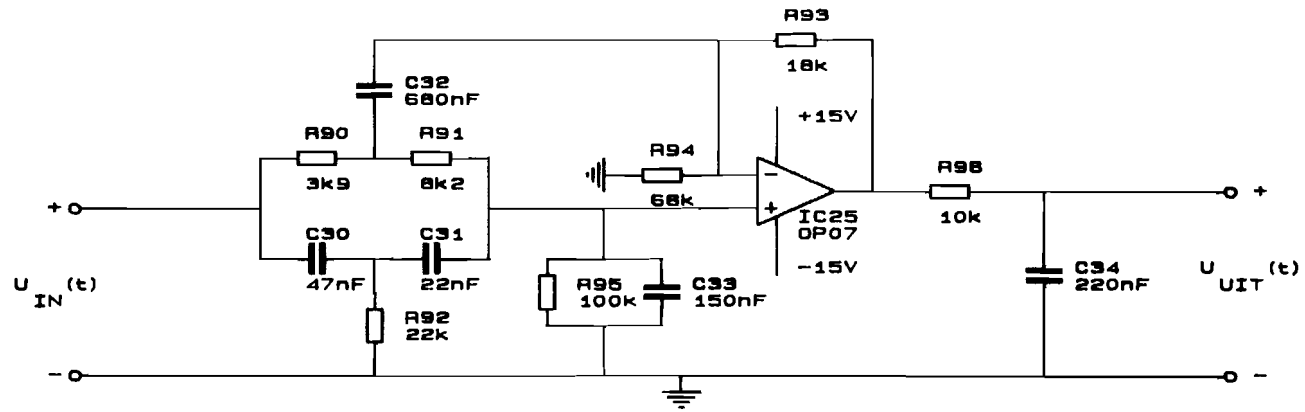 R93
18k
C32
680nF
+15V
R90
R91
R94
R96
3k9
8k2
68k
10k
IC25
OP07
+
−
+
+
C30
C31
−15V
47nF
22nF
R95
100k
C33
150nF
C34
220nF
U IN (t)
U UIT (t)
R92
22k
−
−